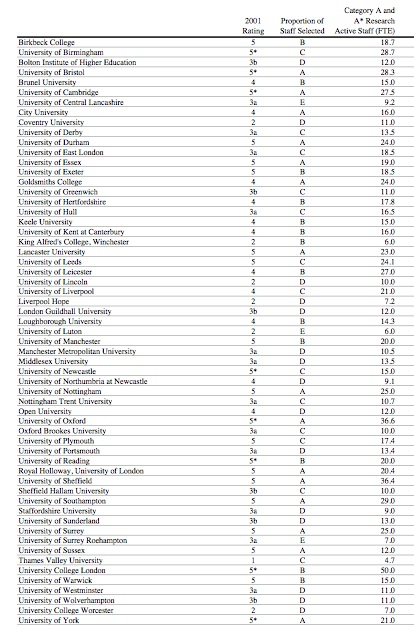 Category A and
2001 Proportion of A* Research
Rating Staff Selected Active Staff (FTE)
Birkbeck College 5 B 18.7
University of Birmingham 5* C 28.7
Bolton Institute of Higher Education 3b D 12.0
University of Bristol 5* A 28.3
Brunel University 4 B 15.0
University of Cambridge 5* A 27.5
University of Central Lancashire 3a E 9.2
City University 4 A 16.0
Coventry University 2 D 11.0
University of Derby 3a C 13.5
University of Durham 5 A 24.0
University of East London 3a C 18.5
University of Essex 5 A 19.0
University of Exeter 5 B 18.5
Goldsmiths College 4 A 24.0
University of Greenwich 3b C 11.0
University of Hertfordshire 4 B 17.8
University of Hull 3a C 16.5
Keele University 4 B 15.0
University of Kent at Canterbury 4 B 16.0
King Alfred's College, Winchester 2 B 6.0
Lancaster University 5 A 23.0
University of Leeds 5 C 24.1
University of Leicester 4 B 27.0
University of Lincoln 2 D 10.0
University of Liverpool 4 C 21.0
Liverpool Hope 2 D 7.2
London Guildhall University 3b D 12.0
Loughborough University 4 B 14.3
University of Luton 2 E 6.0
University of Manchester 5 B 20.0
Manchester Metropolitan University 3a D 10.5
Middlesex University 3a D 13.5
University of Newcastle 5* C 15.0
University of Northumbria at Newcastle 4 D 9.1
University of Nottingham 5 A 25.0
Nottingham Trent University 3a C 10.7
Open University 4 D 12.0
University of Oxford 5* A 36.6
Oxford Brookes University 3a C 10.0
University of Plymouth 5 C 17.4
University of Portsmouth 3a D 13.4
University of Reading 5* B 20.0
Royal Holloway, University of London 5 A 20.4
University of Sheffield 5 A 36.4
Sheffield Hallam University 3b C 10.0
University of Southampton 5 A 29.0
Staffordshire University 3a D 9.0
University of Sunderland 3b D 13.0
University of Surrey 5 A 25.0
University of Surrey Roehampton 3a E 7.0
University of Sussex 5 A 12.0
Thames Valley University 1 C 4.7
University College London 5* B 50.0
University of Warwick 5 B 15.0
University of Westminster 3a D 11.0
University of Wolverhampton 3b D 11.0
University College Worcester 2 D 7.0
University of York 5* A 21.0